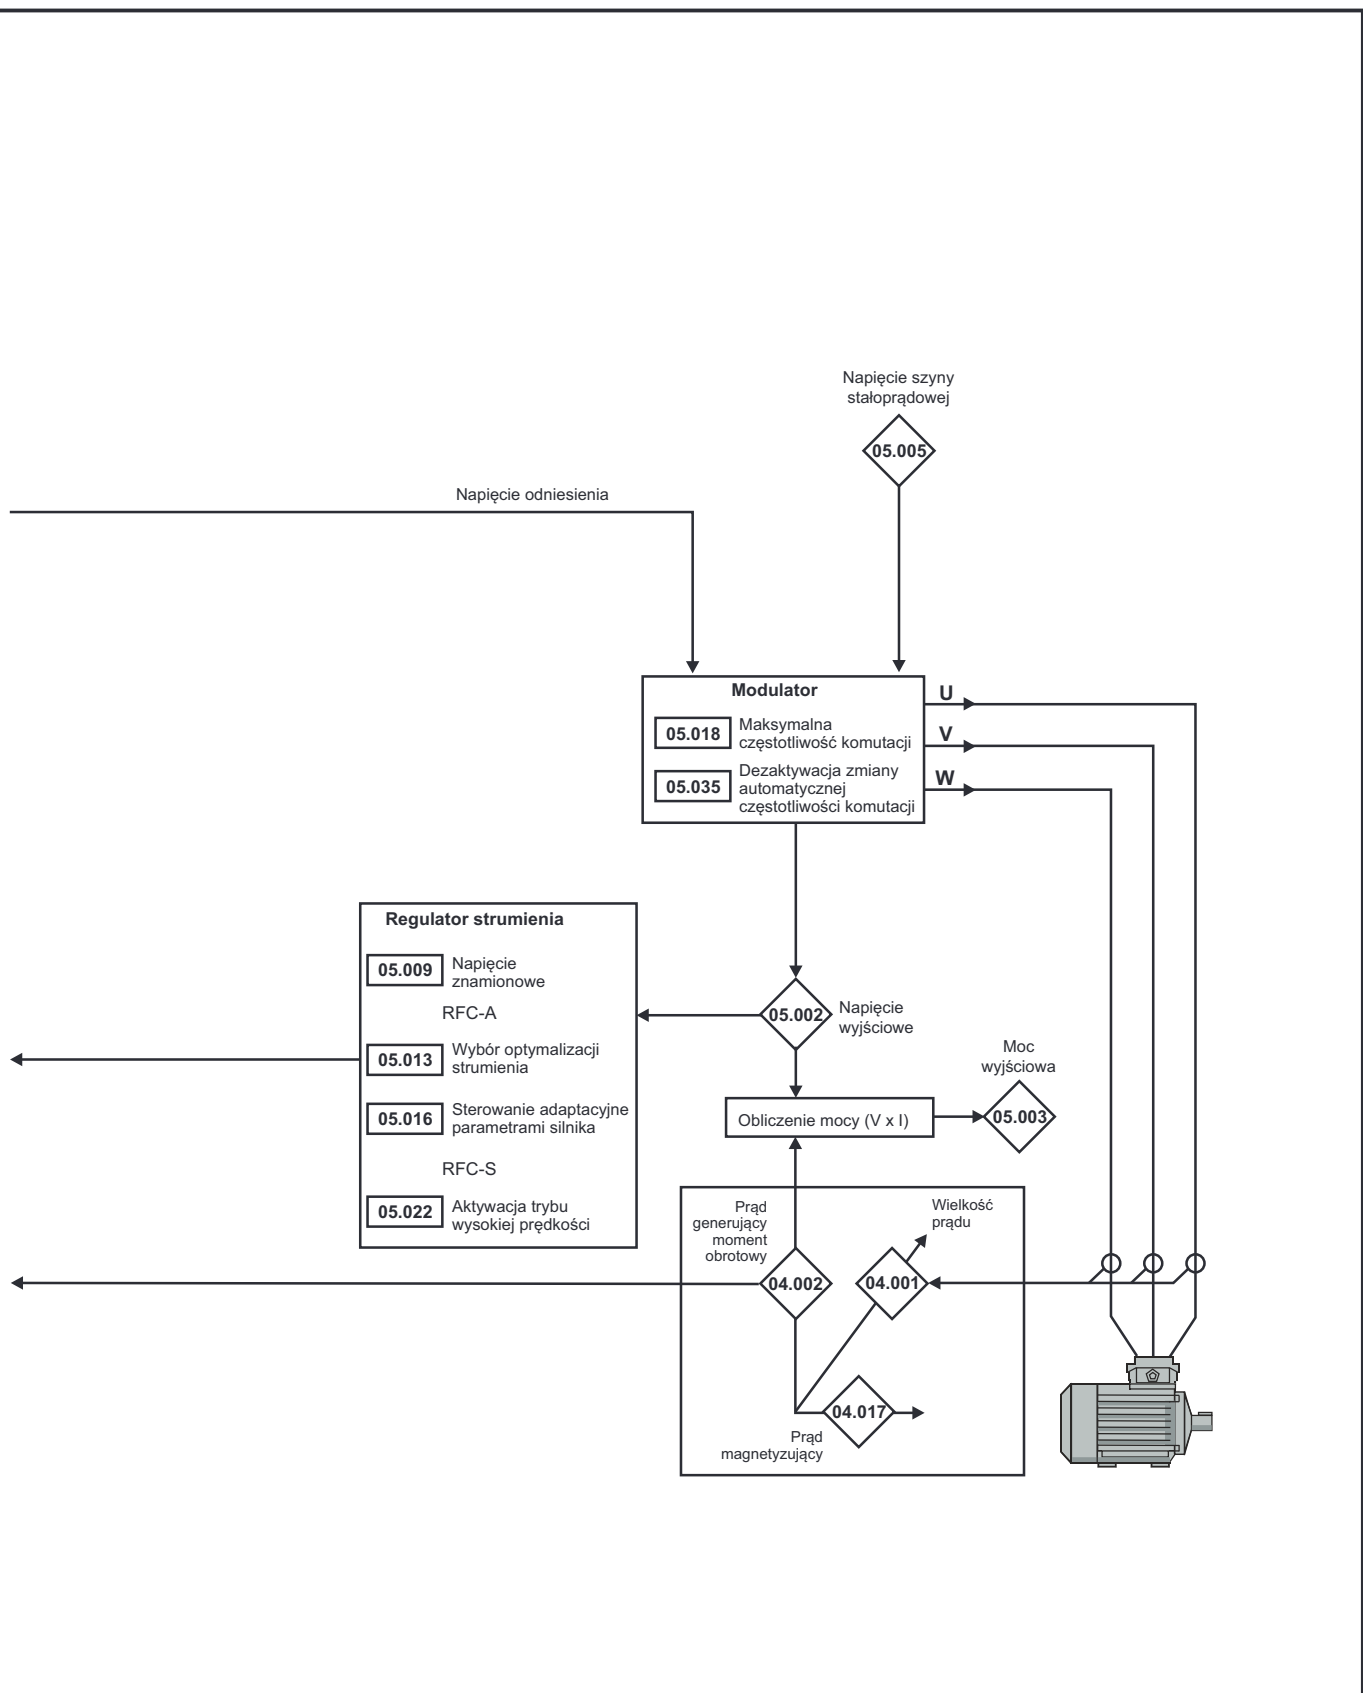 Napięcie szyny
stałoprądowej
05.005
Napięcie odniesienia
Modulator
05.018
Maksymalna
częstotliwość komutacji
05.035
Dezaktywacja zmiany
automatycznej
częstotliwości komutacji
U
V
W
Regulator strumienia
05.009
Napięcie
znamionowe
RFC-A
05.013
Wybór optymalizacji
strumienia
05.016
Sterowanie adaptacyjne
parametrami silnika
RFC-S
05.022
Aktywacja trybu
wysokiej prędkości
05.002
Napięcie
wyjściowe
Moc
wyjściowa
05.003
Obliczenie mocy (V x I)
Prąd
generujący
moment
obrotowy
Wielkość
prądu
04.002
04.001
04.017
Prąd
magnetyzujący